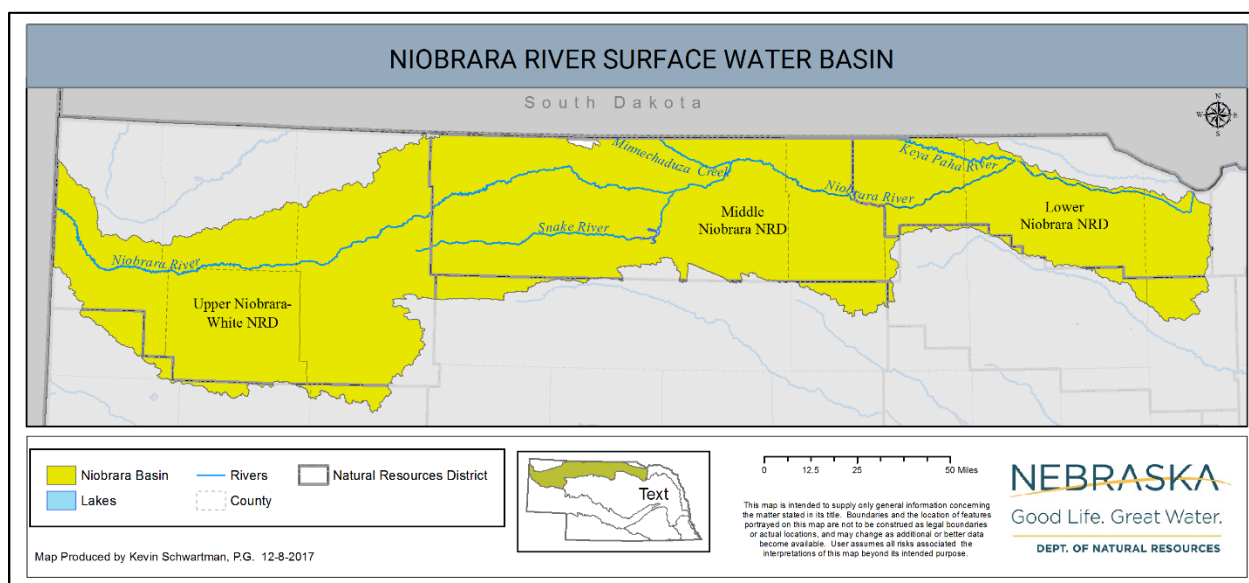 NIOBRARA RIVER SURFACE WATER BASIN
South Dakota
N
W
E
S
Minnechaduza Creek
Keya Paha River
Niobrara River
Snake River
Middle
Niobrara NRD
Lower
Niobrara NRD
Niobrara River
Upper Niobrara-
White NRD
Niobrara Basin
Rivers
Natural Resources District
Lakes
County
Map Produced by Kevin Schwartman, P.G. 12-8-2017
Text
0 12.5 25 50 Miles
This map is intended to supply only general information concerning
the matter stated in its title. Boundaries and the location of features
portrayed on this map are not to be construed as legal boundaries
or actual locations, and may change as additional or better data
become available. User assumes all risks associated the
interpretations of this map beyond its intended purpose.
NEBRASKA
Good Life. Great Water.
DEPT. OF NATURAL RESOURCES